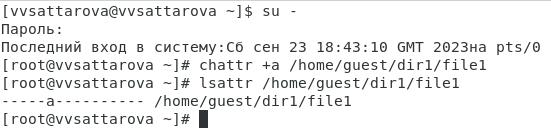 [vvsattarova@vvsattarova ~]$ su -
Пароль:
Последний вход в систему:Сб сен 23 18:43:10 GMT 2023на pts/0
[root@vvsattarova ~]# chattr +a /home/guest/dir1/file1
[root@vvsattarova ~]# lsattr /home/guest/dir1/file1
-----a---------- /home/guest/dir1/file1
[root@vvsattarova ~]#